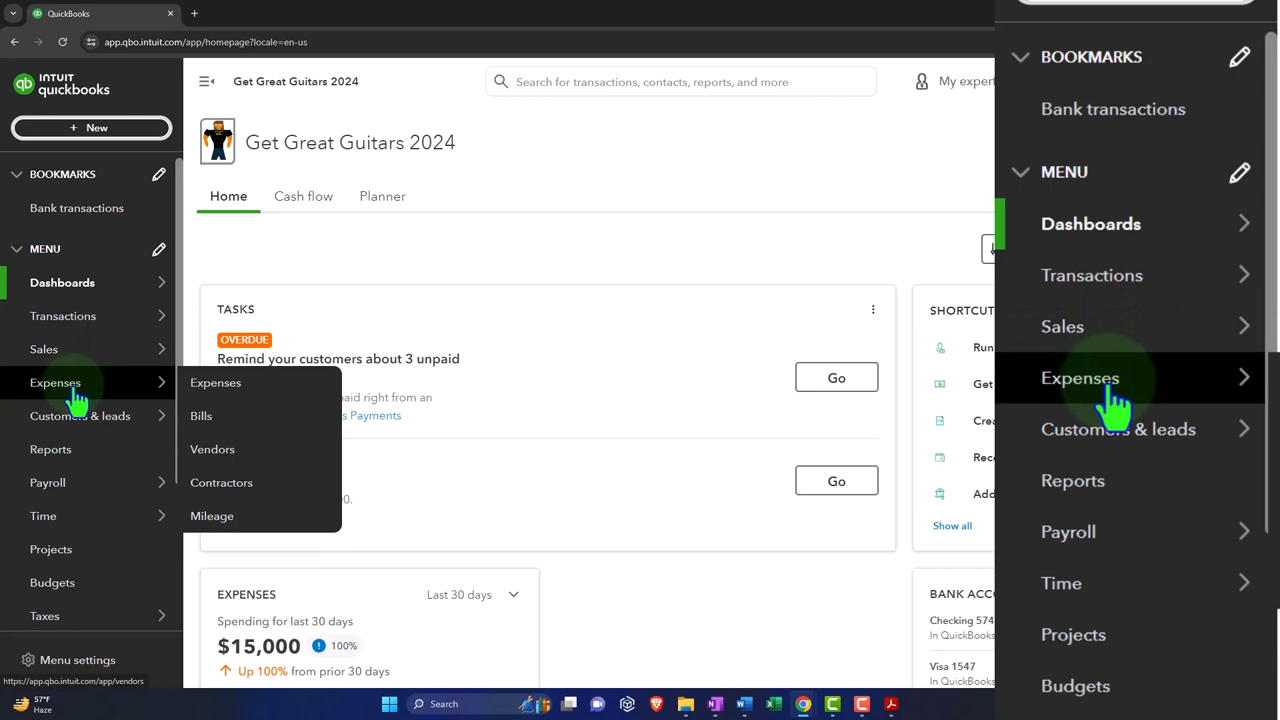 QuickBooks
app.qbo.intuit.com/app/homepage?locale=en-us
INTUIT
quickbooks
+ New
BOOKMARKS
Bank transactions
MENU
Dashboards
Transactions
Sales
Expenses
Customers & leads
Reports
Payroll
Time
Projects
Budgets
Taxes
Menu settings
https://app.qbo.intuit.com/app/vendors
Expenses
Bills
Vendors
Contractors
Mileage
Get Great Guitars 2024
Search for transactions, contacts, reports, and more
My expert
Get Great Guitars 2024
Home Cash flow Planner
TASKS
OVERDUE
Remind your customers about 3 unpaid
paid right from an
s Payments
Go
00.
Go
SHORTCUT
Run
Get
Crea
Rece
Add
Show all
EXPENSES Last 30 days
Spending for last 30 days
$15,000 100%
Up 100% from prior 30 days
BANK ACC
Checking 574
In QuickBooks
Visa 1547
In QuickBooks
BOOKMARKS
Bank transactions
MENU
Dashboards
Transactions
Sales
Expenses
Customers & leads
Reports
Payroll
Time
Projects
Budgets
57°F
Haze
Search